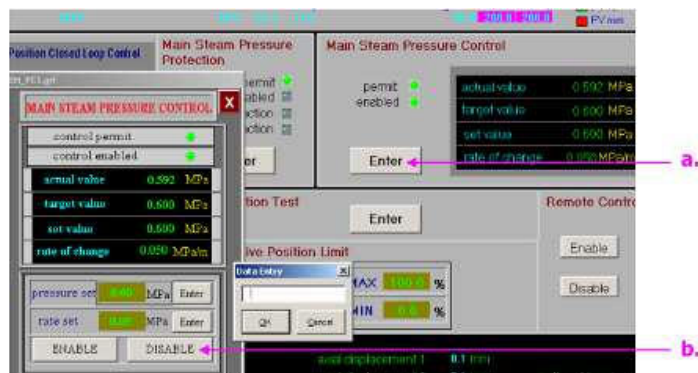 Position Closed Loop Control
Main Steam Pressure Protection
Main Steam Pressure Control
PV mm
permit
enabled
actual value 0.592 MPa
target value 0.600 MPa
set value 0.600 MPa
rate of change 0.050 MPa/m
Enter
a.
MAIN STEAM PRESSURE CONTROL
X
control permit
control enabled
actual value 0.592 MPa
target value 0.600 MPa
set value 0.600 MPa
rate of change 0.050 MPa/m
pressure set MPa Enter
rate set MPa Enter
ENABLE DISABLE
b.
tion Test
Enter
Remote Contro
Enable
Disable
ive Position Limit
MAX 100.0 %
MIN 0.0 %
Data Entry
OK Cancel
axial displacement 1 0.1 mm